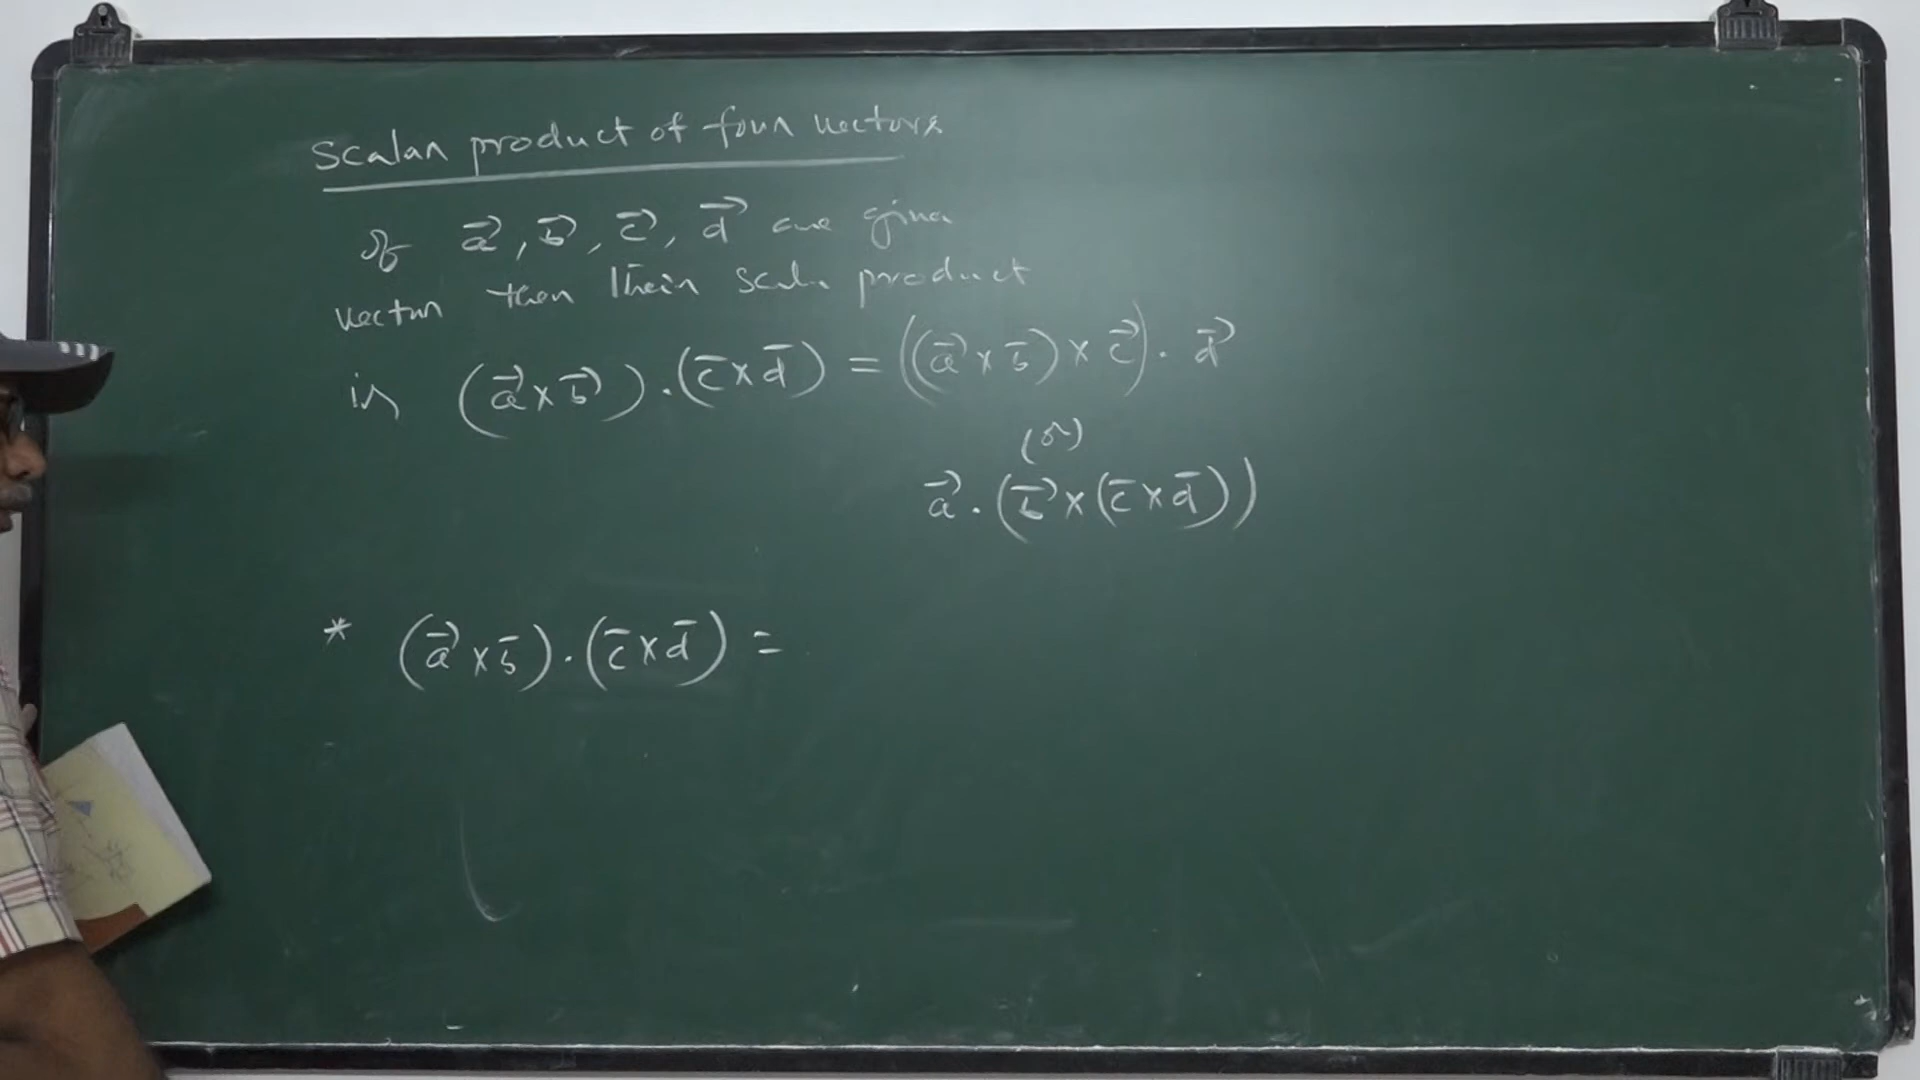 Scalar product of four vectors
If a⃗, b⃗, c⃗, d⃗ are given
vector then their scalar product
is (a⃗ × b⃗) · (c̄ × d̄) = ((a⃗ × b̄) × c⃗) · d⃗
(or)
a⃗ · (b⃗ × (c̄ × d̄))
* (a⃗ × b̄) · (c̄ × d̄) =